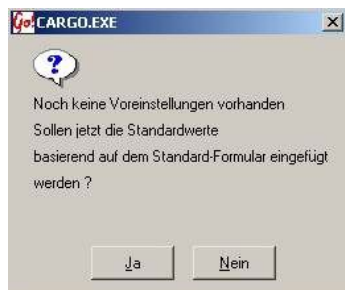 Go! CARGO.EXE
?
Noch keine Voreinstellungen vorhanden
Sollen jetzt die Standardwerte
basierend auf dem Standard-Formular eingefügt
werden ?
Ja
Nein